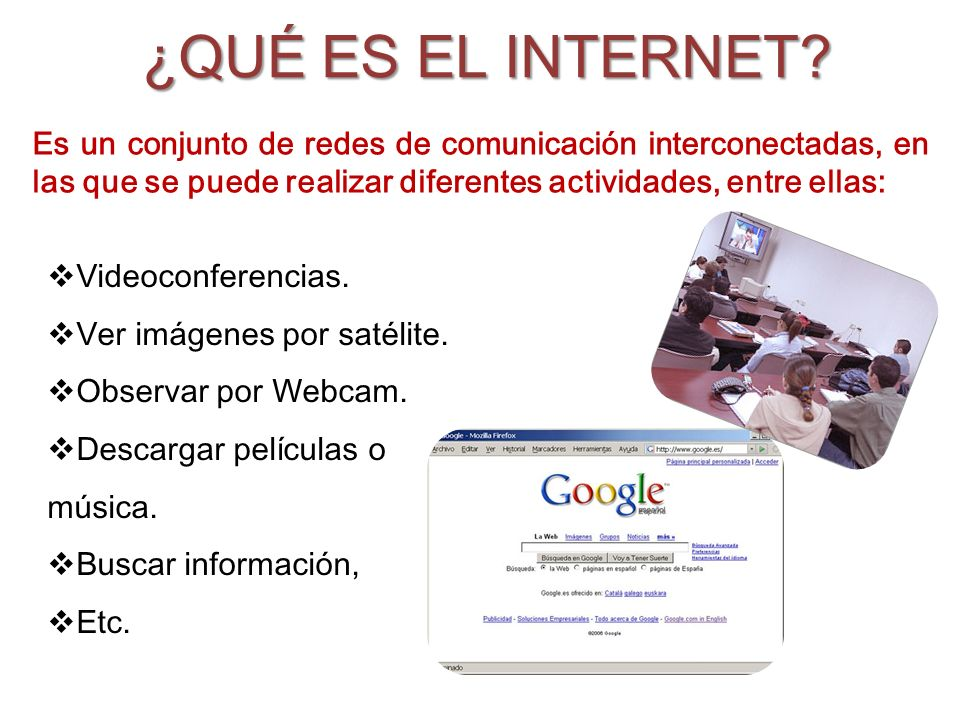 ¿QUÉ ES EL INTERNET?
Es un conjunto de redes de comunicación interconectadas, en
las que se puede realizar diferentes actividades, entre ellas:
❖Videoconferencias.
❖Ver imágenes por satélite.
❖Observar por Webcam.
❖Descargar películas o
música.
❖Buscar información,
❖Etc.
oogle - Mozilla Firefox
Archivo Editar Ver Historial Marcadores Herramientas Ayuda http://www.google.es/
Página principal personalizada | Acceder
Google
español
La Web Imágenes Grupos Noticias más »
Búsqueda Avanzada
Preferencias
Herramientas del idioma
Búsqueda en Google Voy a Tener Suerte
Búsqueda: la Web páginas en español páginas de España
Google.es ofrecido en: Català galego euskara
Publicidad - Soluciones Empresariales - Todo acerca de Google - Google.com in English
©2006 Google
minado